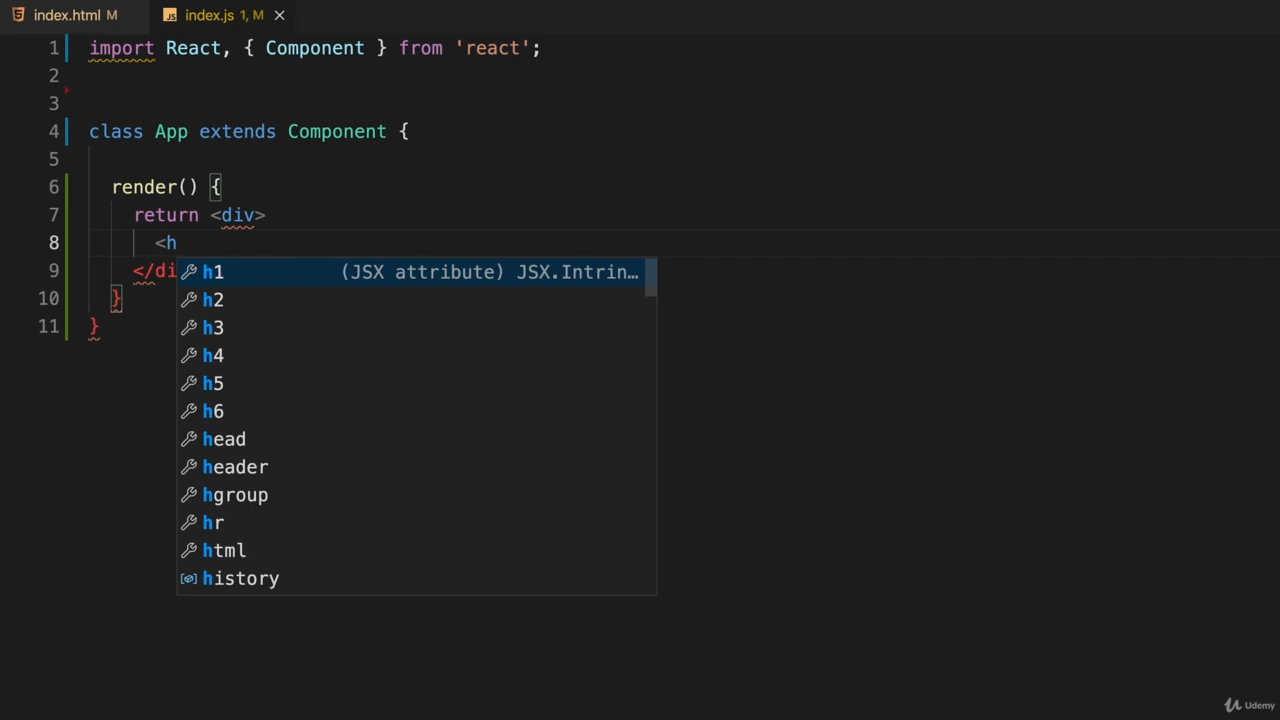 index.html M
JS index.js 1, M
1 import React, { Component } from 'react';
2
3
4 class App extends Component {
5
6 render() {
7 return <div>
8 <h
9 </di
10 }
11 }
h1 (JSX attribute) JSX.Intrin…
h2
h3
h4
h5
h6
head
header
hgroup
hr
html
history
Udemy